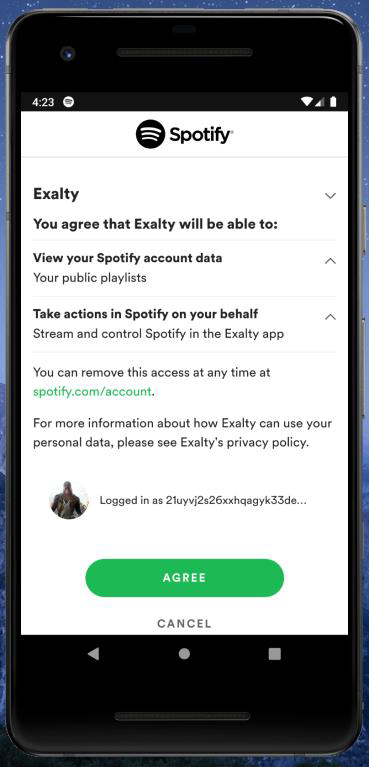 4:23
Spotify®
Exalty
You agree that Exalty will be able to:
View your Spotify account data
Your public playlists
Take actions in Spotify on your behalf
Stream and control Spotify in the Exalty app
You can remove this access at any time at
spotify.com/account.
For more information about how Exalty can use your
personal data, please see Exalty's privacy policy.
Logged in as 21uyvj2s26xxhqagyk33de...
AGREE
CANCEL